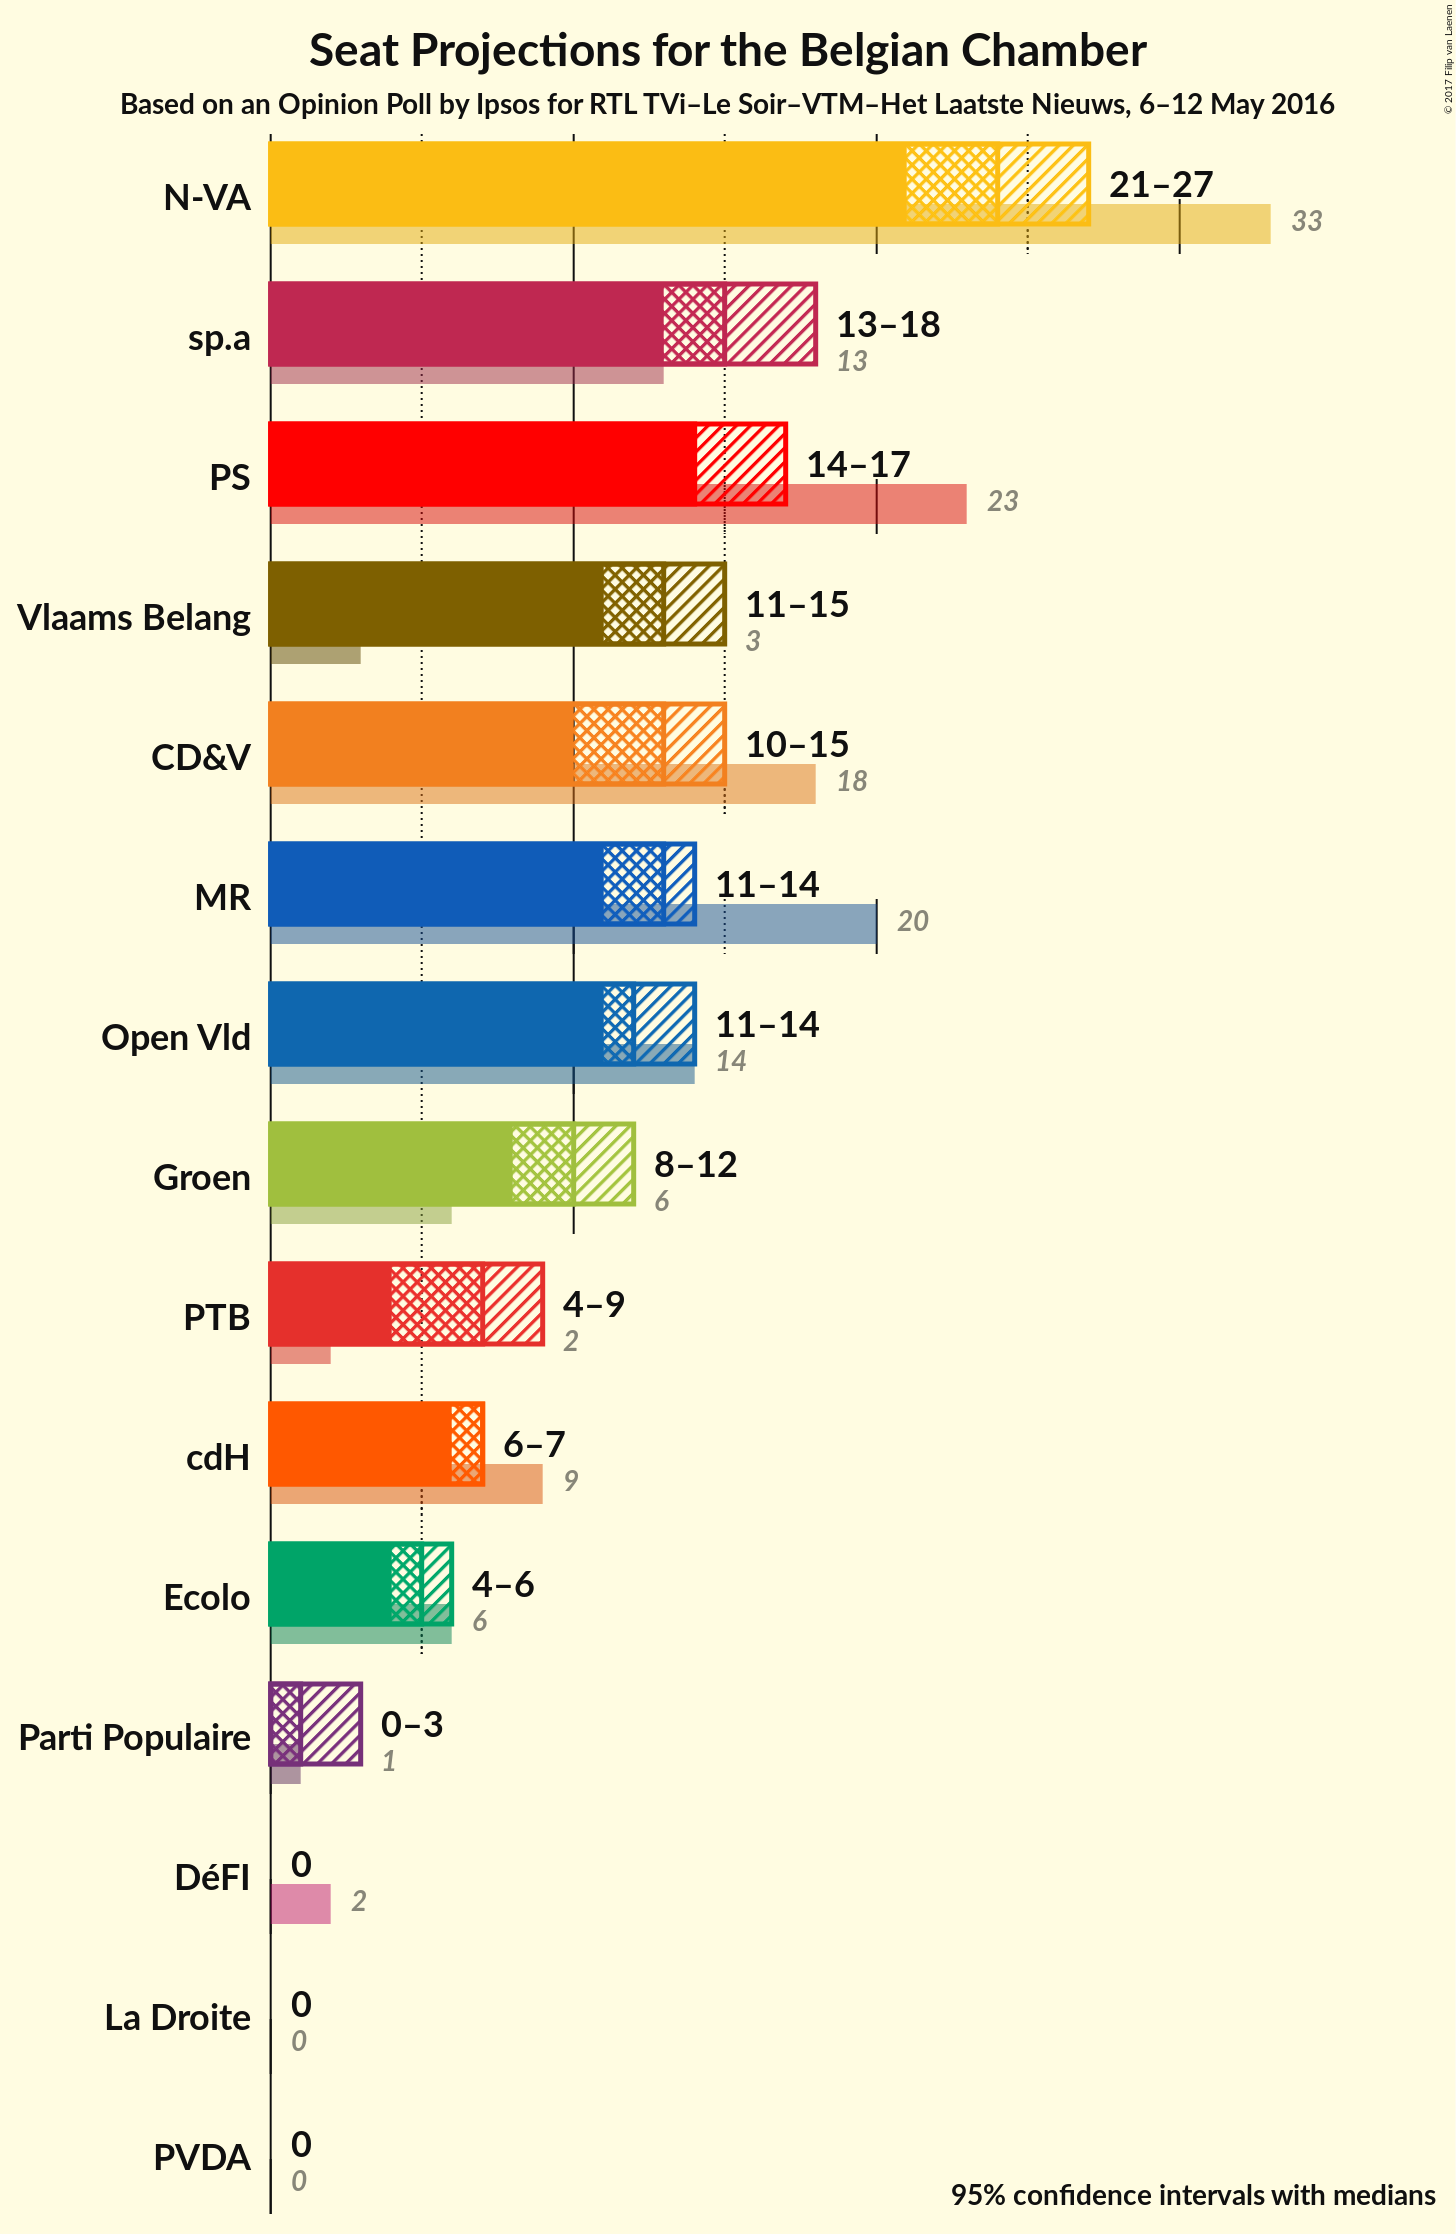 Seat Projections for the Belgian Chamber
Based on an Opinion Poll by Ipsos for RTL TVi–Le Soir–VTM–Het Laatste Nieuws, 6–12 May 2016
© 2017 Filip van Laenen
N-VA
21–27
33
sp.a
13–18
13
PS
14–17
23
Vlaams Belang
11–15
3
CD&V
10–15
18
MR
11–14
20
Open Vld
11–14
14
Groen
8–12
6
PTB
4–9
2
cdH
6–7
9
Ecolo
4–6
6
Parti Populaire
0–3
1
DéFI
0
2
La Droite
0
0
PVDA
0
0
95% confidence intervals with medians